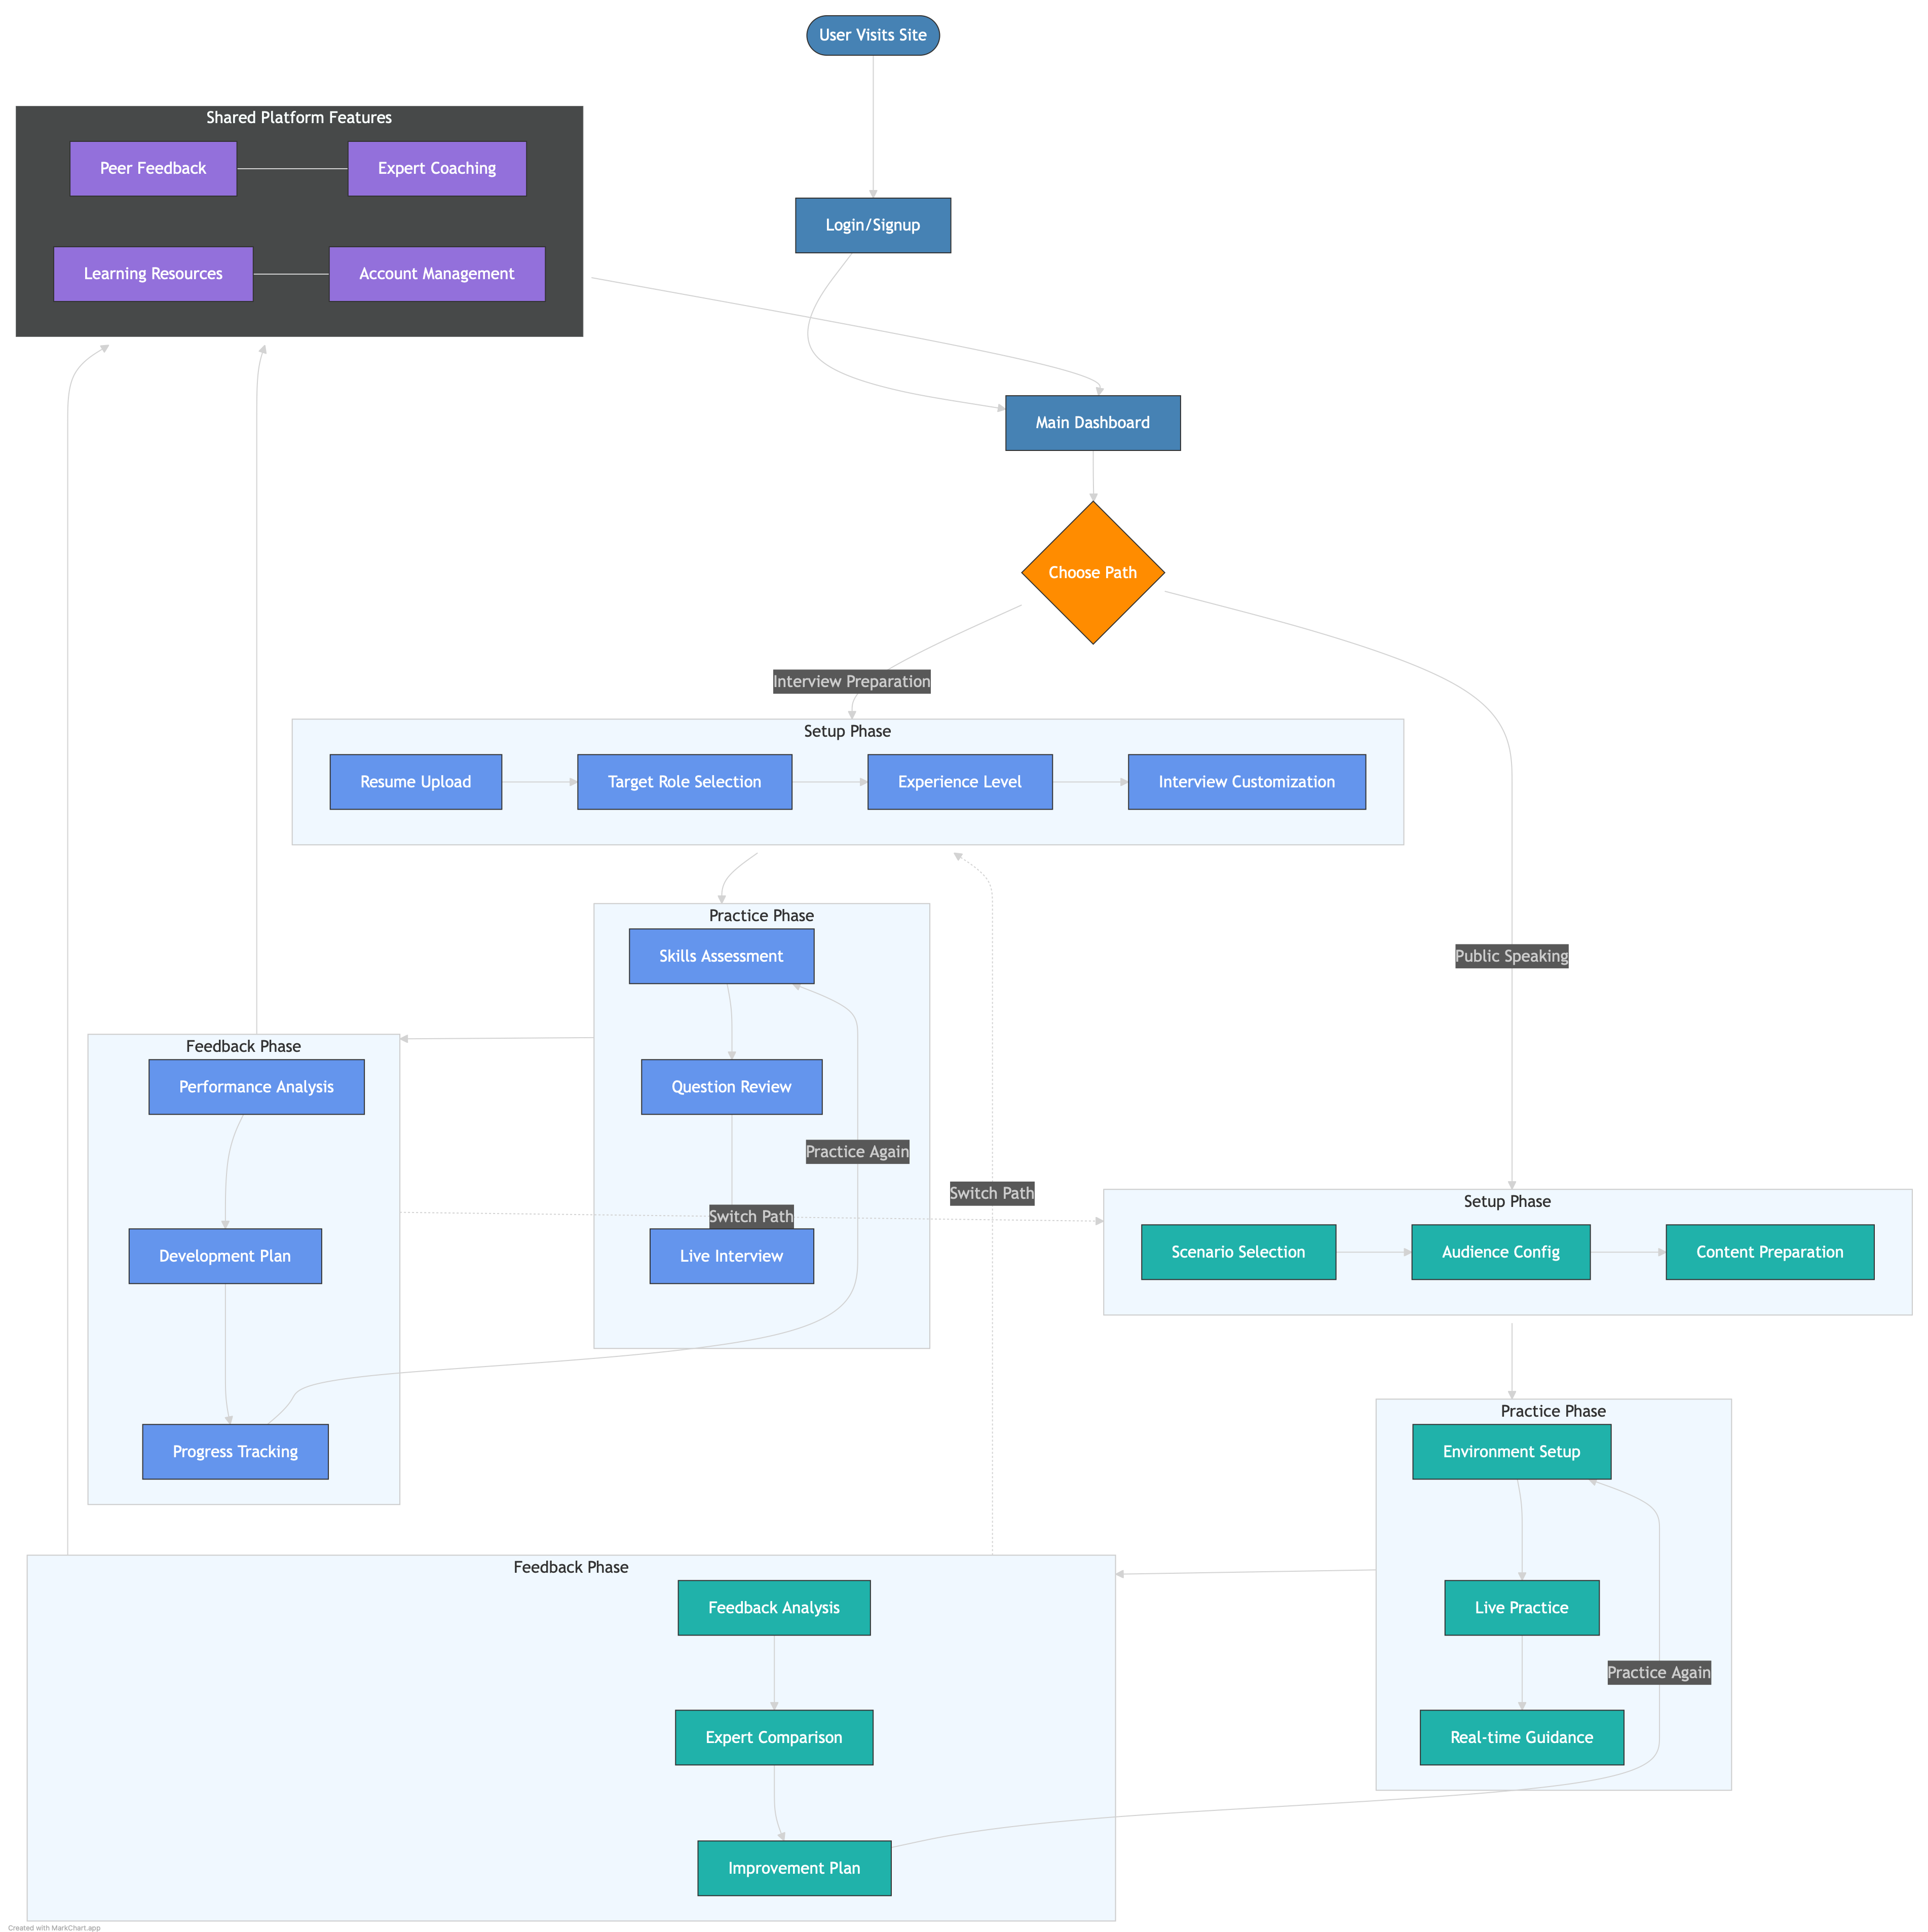 User Visits Site
Shared Platform Features
Peer Feedback
Expert Coaching
Login/Signup
Learning Resources
Account Management
Main Dashboard
Choose Path
Interview Preparation
Setup Phase
Resume Upload
Target Role Selection
Experience Level
Interview Customization
Practice Phase
Skills Assessment
Public Speaking
Feedback Phase
Performance Analysis
Question Review
Practice Again
Switch Path
Switch Path
Development Plan
Live Interview
Setup Phase
Scenario Selection
Audience Config
Content Preparation
Progress Tracking
Practice Phase
Environment Setup
Feedback Phase
Feedback Analysis
Live Practice
Practice Again
Expert Comparison
Real-time Guidance
Improvement Plan
Created with MarkChart.app